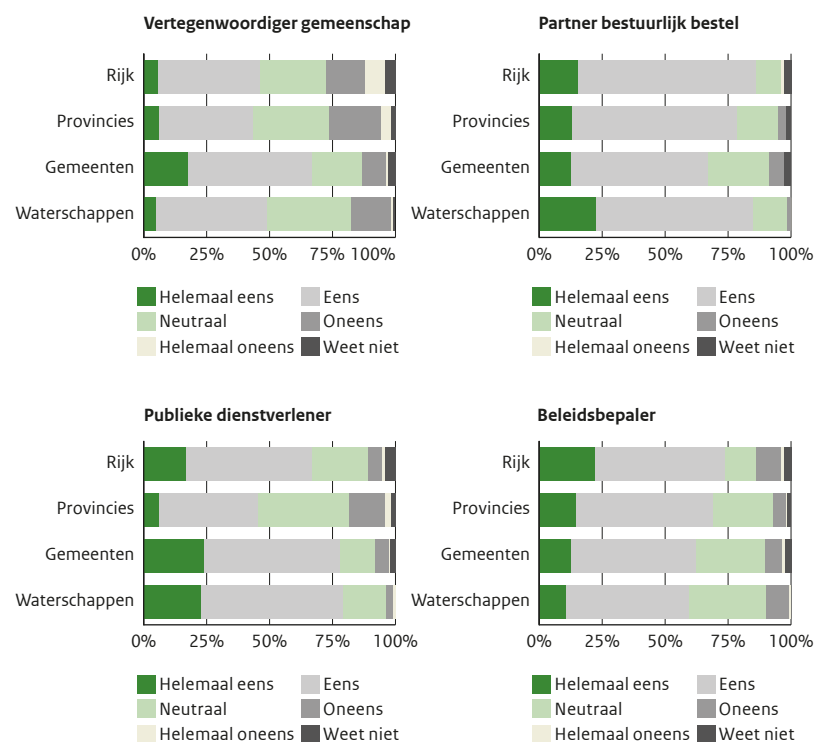 Vertegenwoordiger gemeenschap
Rijk
Provincies
Gemeenten
Waterschappen
0% 25% 50% 75% 100%
Helemaal eens Eens
Neutraal Oneens
Helemaal oneens Weet niet
Partner bestuurlijk bestel
Rijk
Provincies
Gemeenten
Waterschappen
0% 25% 50% 75% 100%
Helemaal eens Eens
Neutraal Oneens
Helemaal oneens Weet niet
Publieke dienstverlener
Rijk
Provincies
Gemeenten
Waterschappen
0% 25% 50% 75% 100%
Helemaal eens Eens
Neutraal Oneens
Helemaal oneens Weet niet
Beleidsbepaler
Rijk
Provincies
Gemeenten
Waterschappen
0% 25% 50% 75% 100%
Helemaal eens Eens
Neutraal Oneens
Helemaal oneens Weet niet